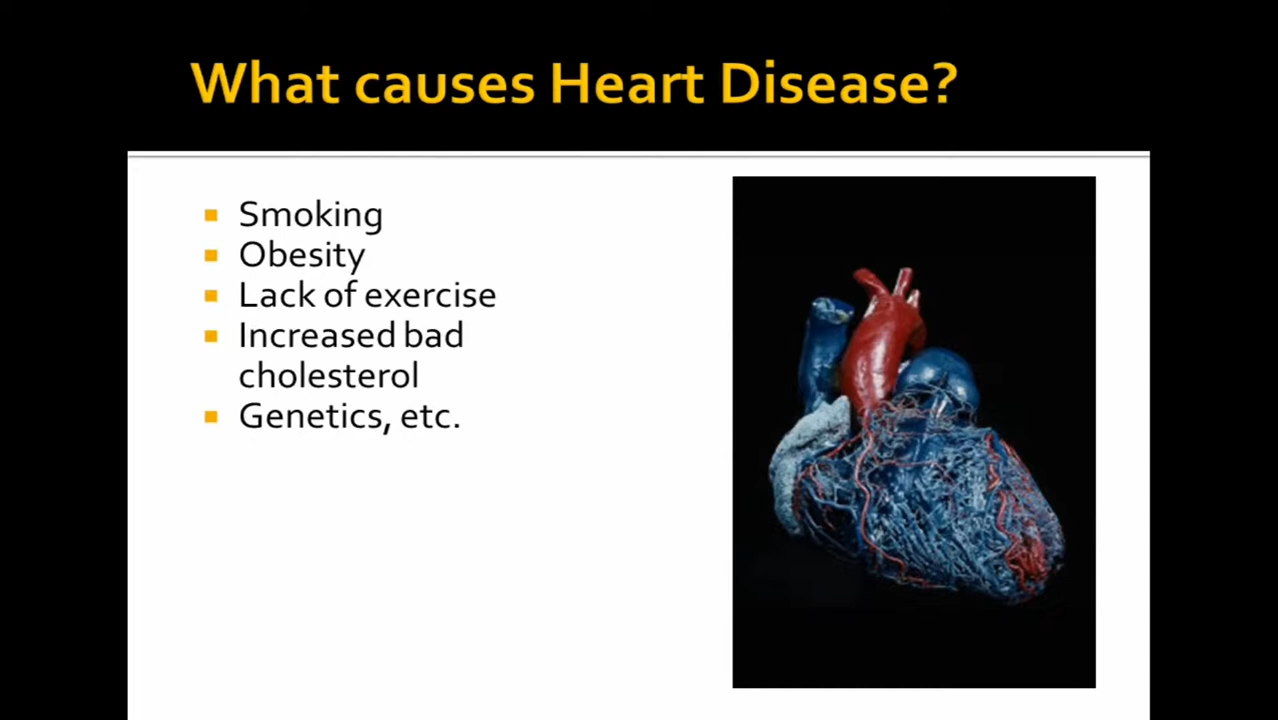 What causes Heart Disease?
Smoking
Obesity
Lack of exercise
Increased bad
cholesterol
Genetics, etc.